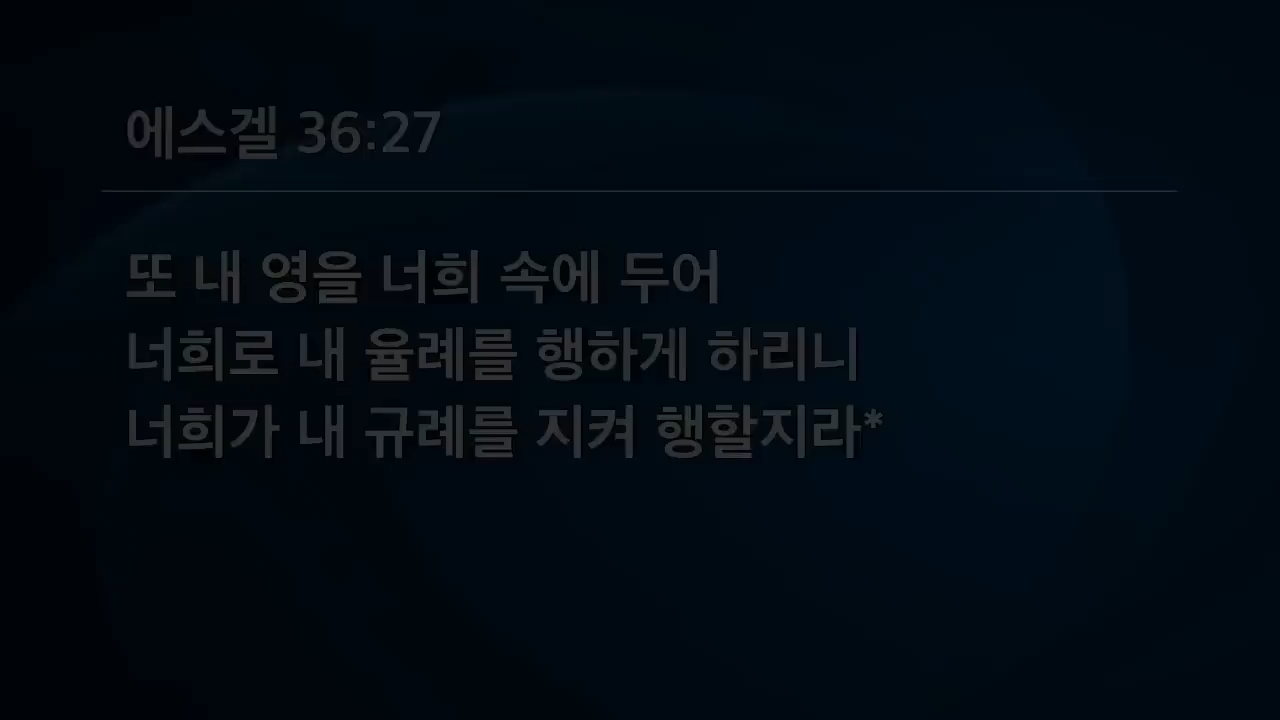 에스겔 36:27
또 내 영을 너희 속에 두어
너희로 내 율례를 행하게 하리니
너희가 내 규례를 지켜 행할지라*